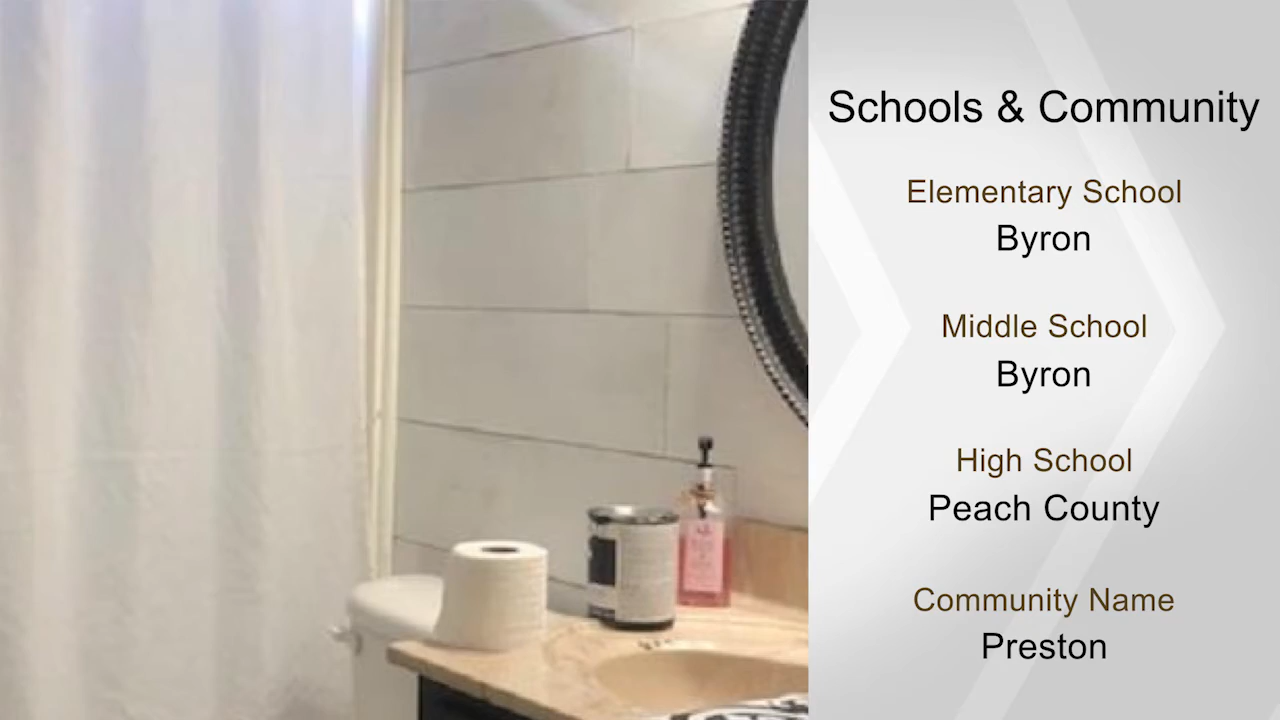 Schools & Community
Elementary School
Byron
Middle School
Byron
High School
Peach County
Community Name
Preston